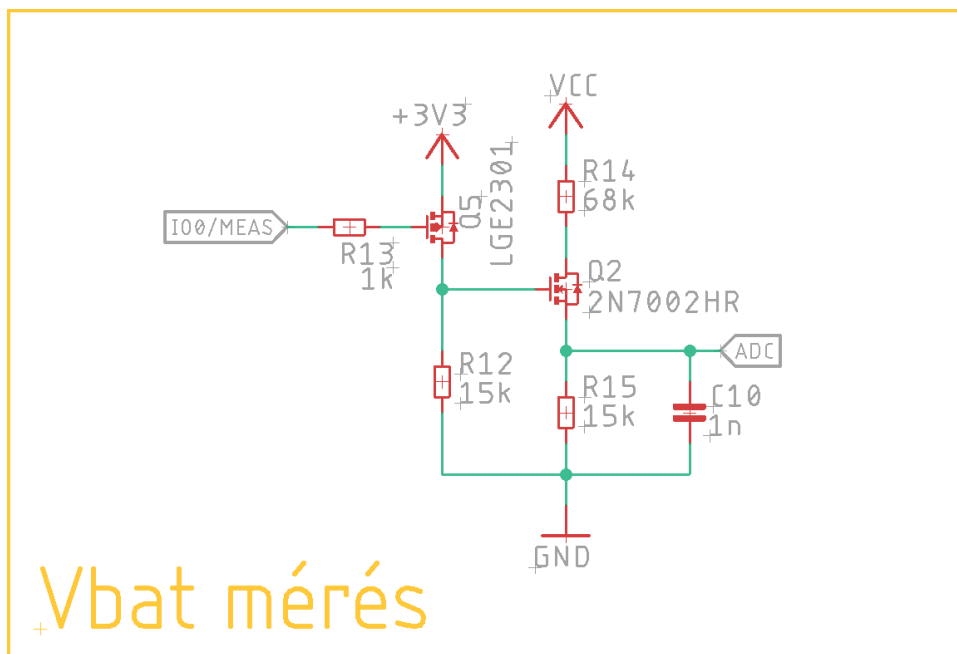 VCC
+3V3
R14
68k
Q5
LGE2301
IO0/MEAS
R13
1k
Q2
2N7002HR
ADC
R12
15k
R15
15k
C10
1n
GND
Vbat mérés